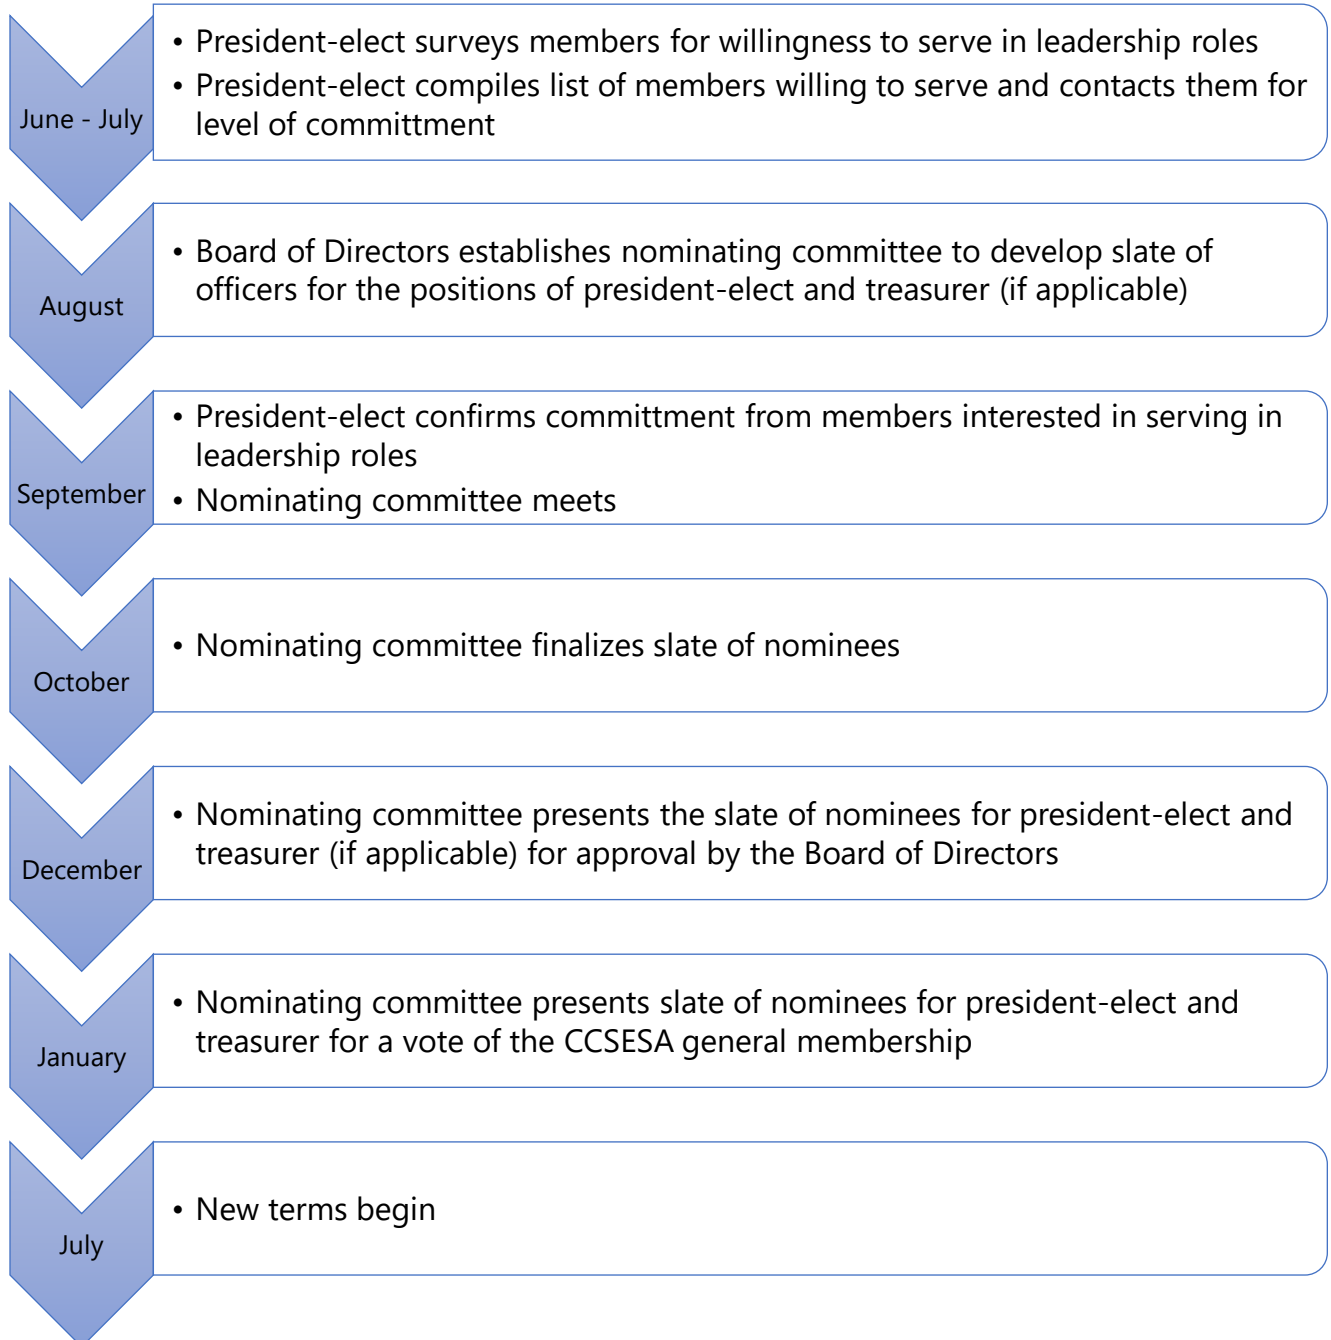 June - July
• President-elect surveys members for willingness to serve in leadership roles
• President-elect compiles list of members willing to serve and contacts them for
level of committment
August
• Board of Directors establishes nominating committee to develop slate of
officers for the positions of president-elect and treasurer (if applicable)
September
• President-elect confirms committment from members interested in serving in
leadership roles
• Nominating committee meets
October
• Nominating committee finalizes slate of nominees
December
• Nominating committee presents the slate of nominees for president-elect and
treasurer (if applicable) for approval by the Board of Directors
January
• Nominating committee presents slate of nominees for president-elect and
treasurer for a vote of the CCSESA general membership
July
• New terms begin